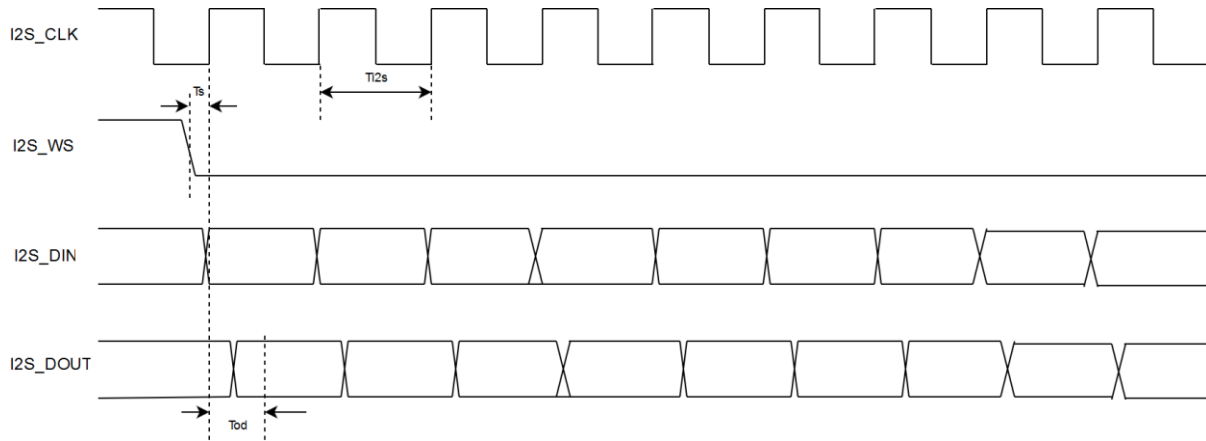 I2S_CLK
Ts
TI2s
I2S_WS
I2S_DIN
I2S_DOUT
Tod